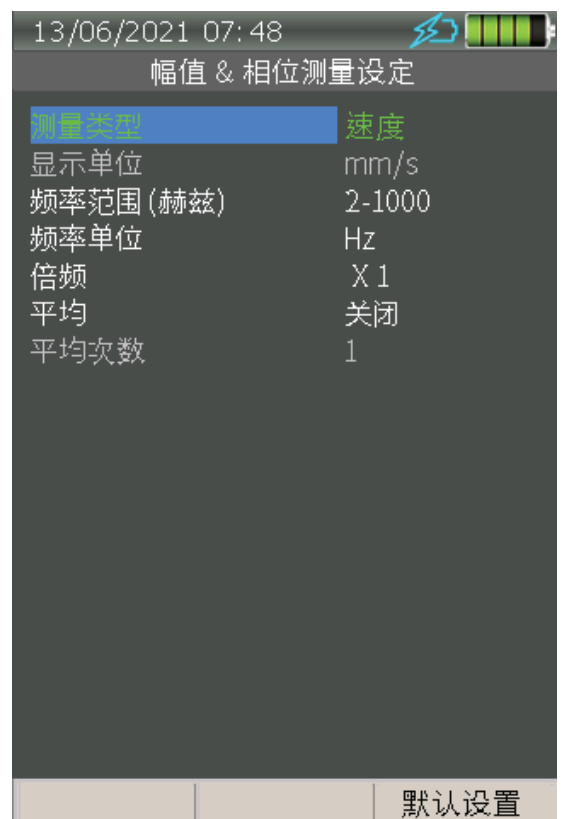 13/06/2021 07:48
幅值 & 相位测量设定
测量类型 速度
显示单位 mm/s
频率范围(赫兹) 2-1000
频率单位 Hz
倍频 X 1
平均 关闭
平均次数 1
默认设置